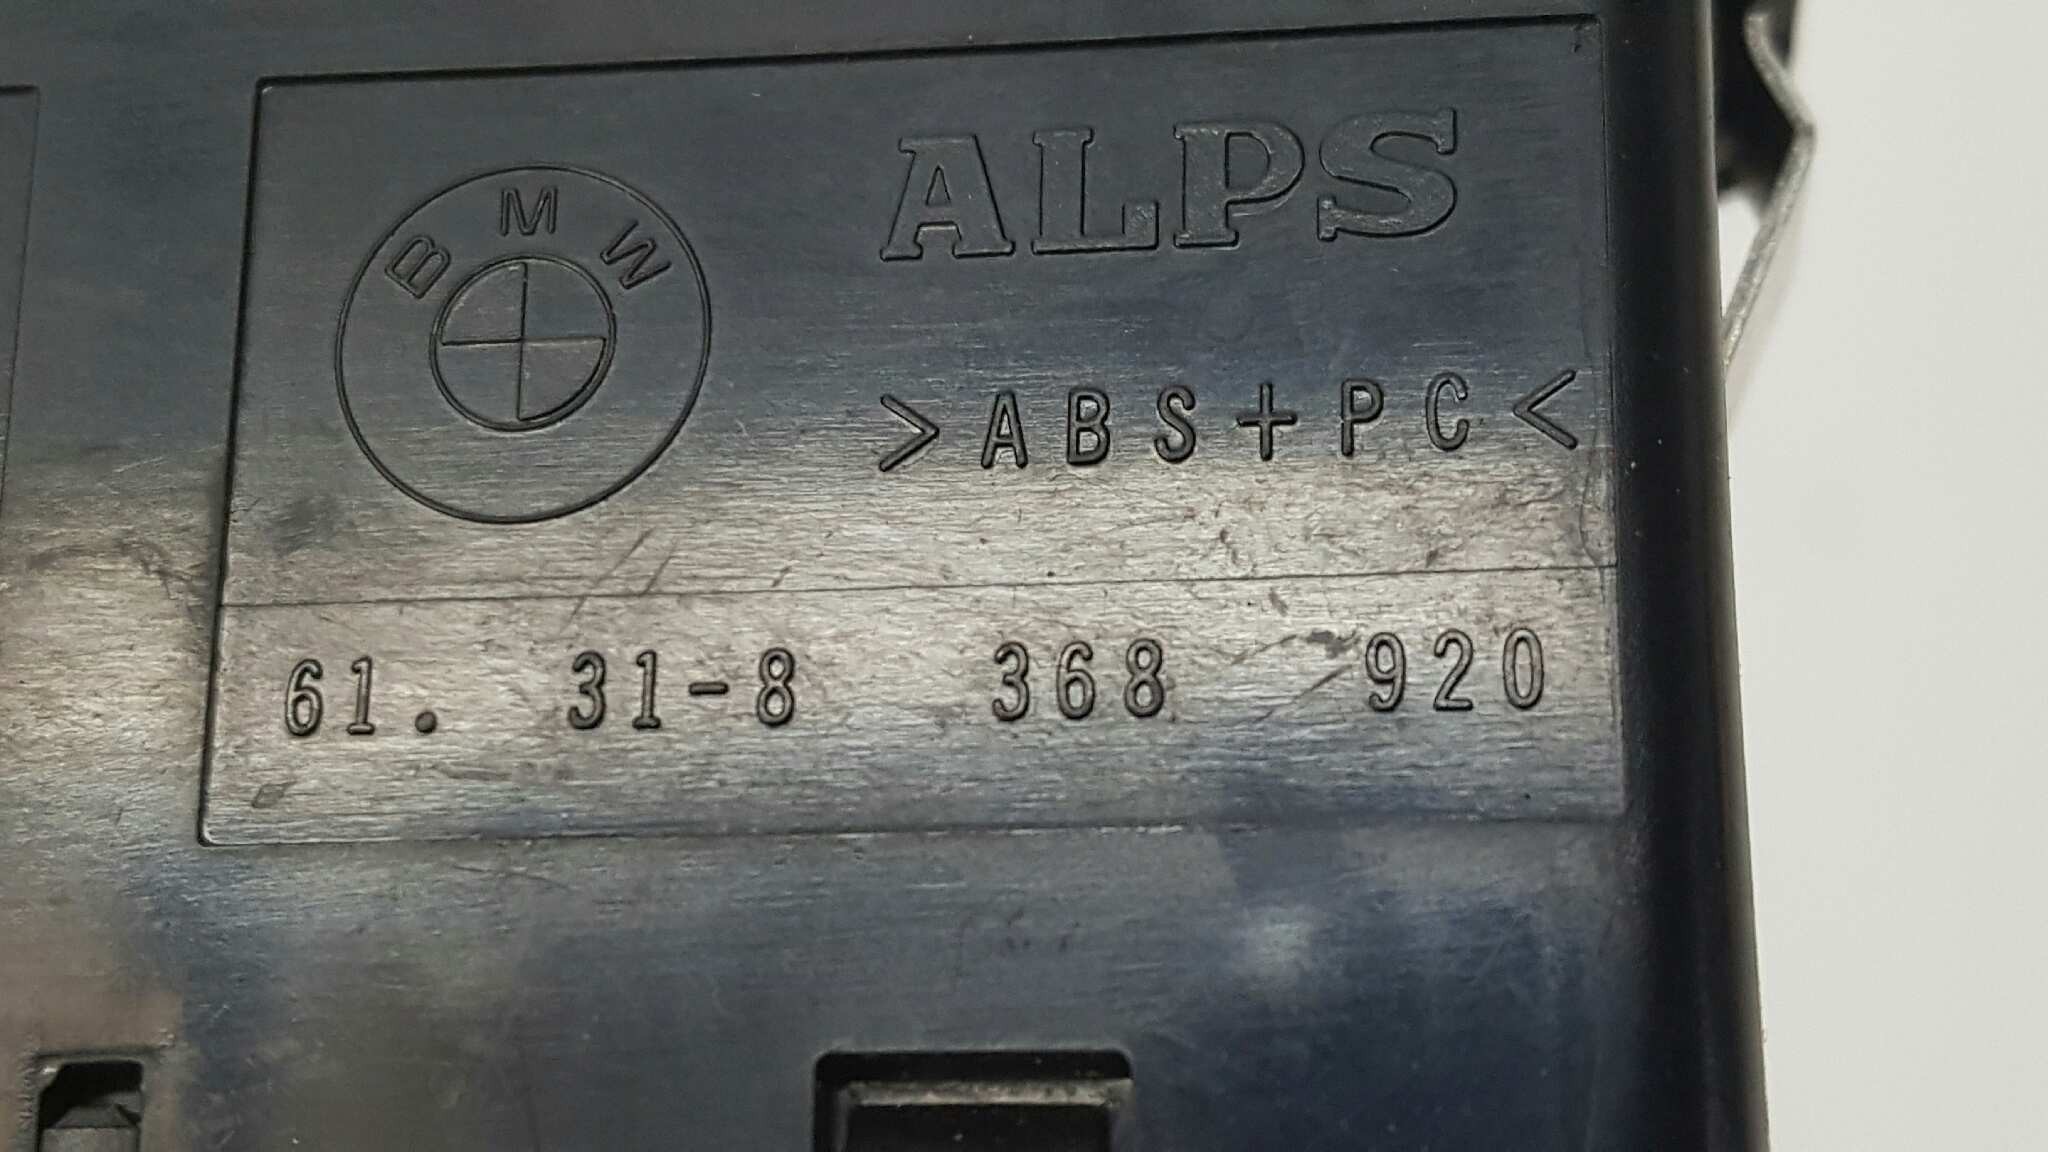 BMW
ALPS
>ABS+PC<
61. 31-8 368 920